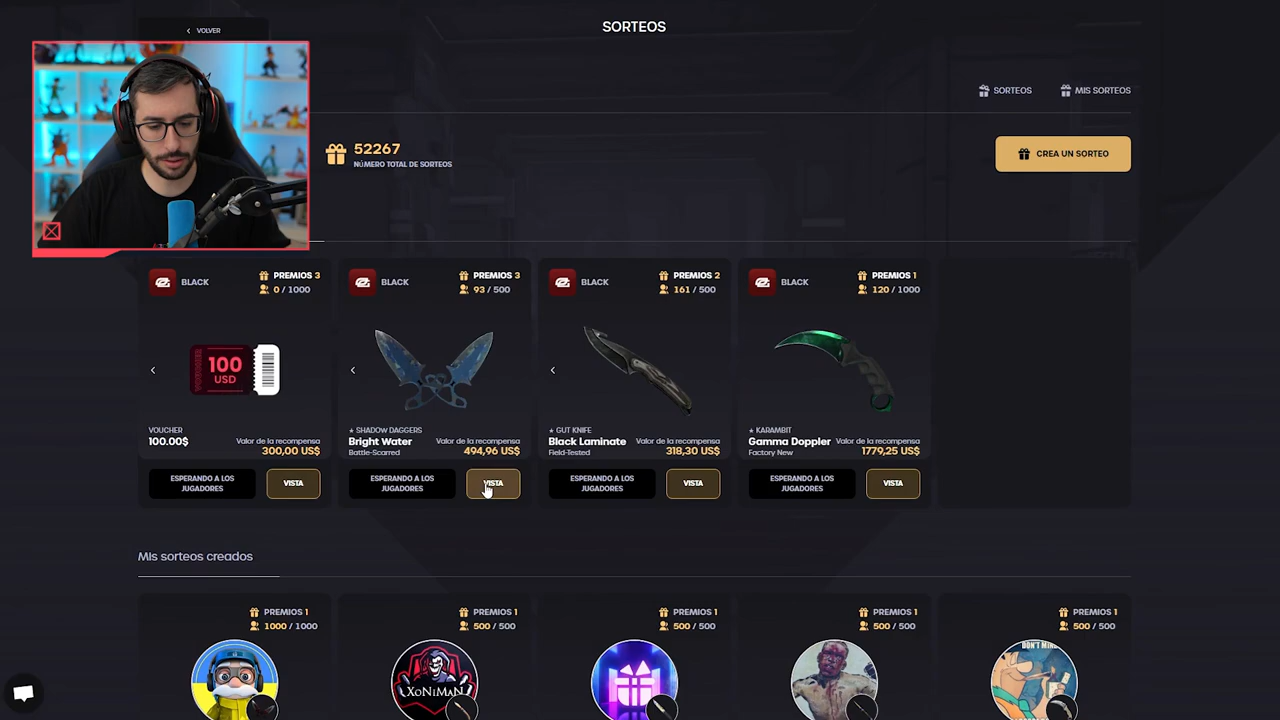 VOLVER
SORTEOS
SORTEOS
MIS SORTEOS
52267
NÚMERO TOTAL DE SORTEOS
CREA UN SORTEO
BLACK
PREMIOS 3
0 / 1000
100
USD
VOUCHER
100.00$
Valor de la recompensa
300,00 US$
ESPERANDO A LOS
JUGADORES
VISTA
BLACK
PREMIOS 3
93 / 500
★ SHADOW DAGGERS
Bright Water
Battle-Scarred
Valor de la recompensa
494,96 US$
ESPERANDO A LOS
JUGADORES
VISTA
BLACK
PREMIOS 2
161 / 500
★ GUT KNIFE
Black Laminate
Field-Tested
Valor de la recompensa
318,30 US$
ESPERANDO A LOS
JUGADORES
VISTA
BLACK
PREMIOS 1
120 / 1000
★ KARAMBIT
Gamma Doppler
Factory New
Valor de la recompensa
1779,25 US$
ESPERANDO A LOS
JUGADORES
VISTA
Mis sorteos creados
PREMIOS 1
1000 / 1000
PREMIOS 1
500 / 500
XONIMAN
PREMIOS 1
500 / 500
PREMIOS 1
500 / 500
PREMIOS 1
500 / 500